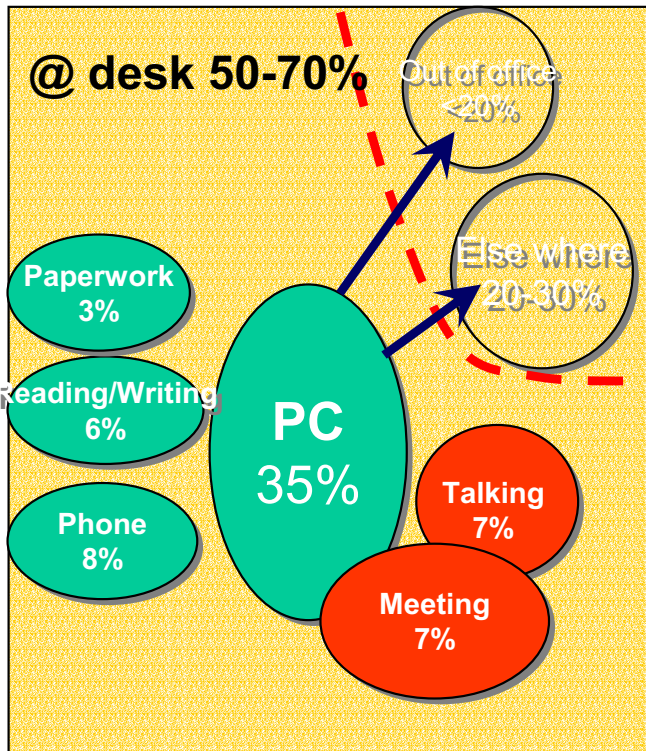 @ desk 50-70%
Out of office
<20%
Else where
20-30%
Paperwork
3%
Reading/Writing
6%
PC
35%
Phone
8%
Talking
7%
Meeting
7%